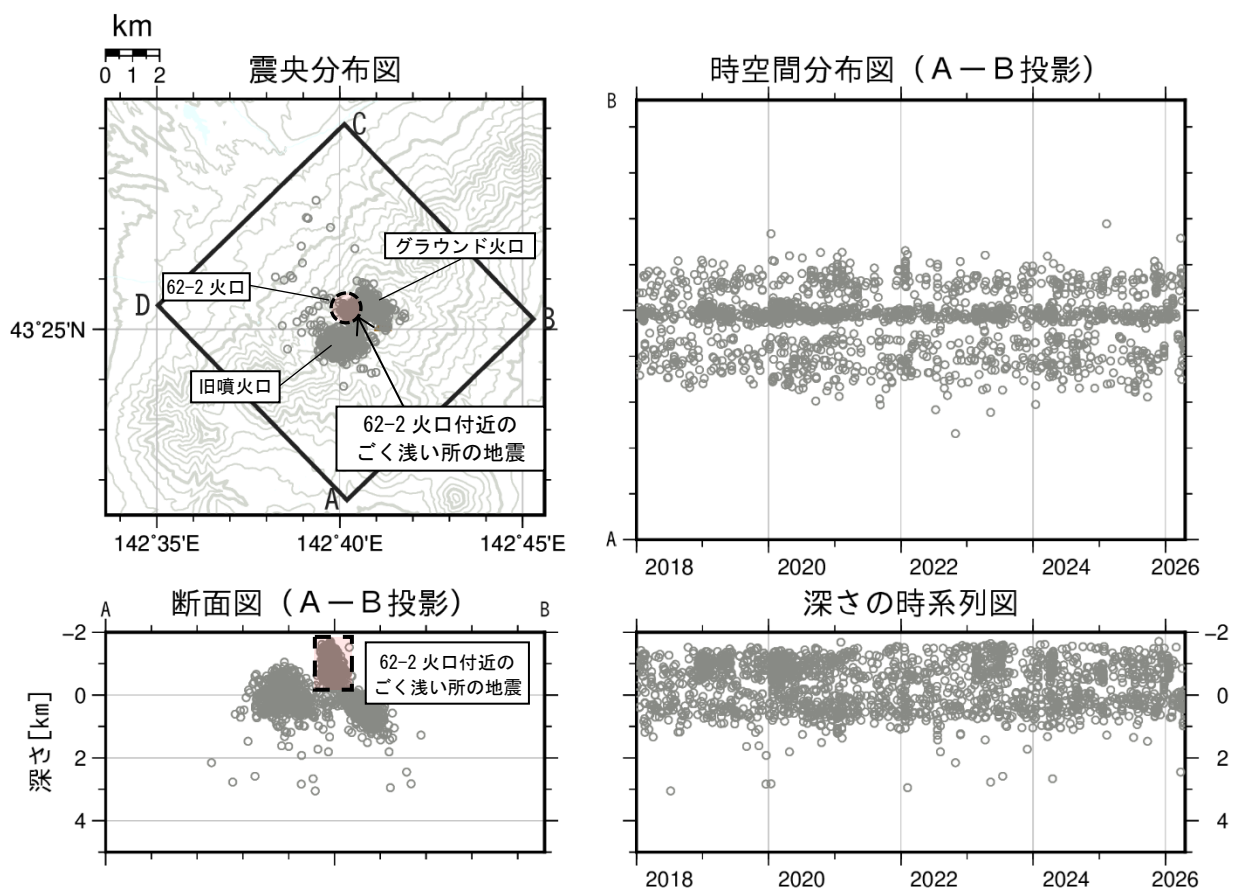 km
0 1 2
震央分布図
C
グラウンド火口
62-2 火口
D
B
43°25'N
旧噴火口
62-2 火口付近の
ごく浅い所の地震
A
142°35'E 142°40'E 142°45'E
時空間分布図（A－B投影）
B
A
2018 2020 2022 2024 2026
断面図（A－B投影）
A B
-2
0
2
4
深さ[km]
62-2 火口付近の
ごく浅い所の地震
深さの時系列図
-2
0
2
4
2018 2020 2022 2024 2026